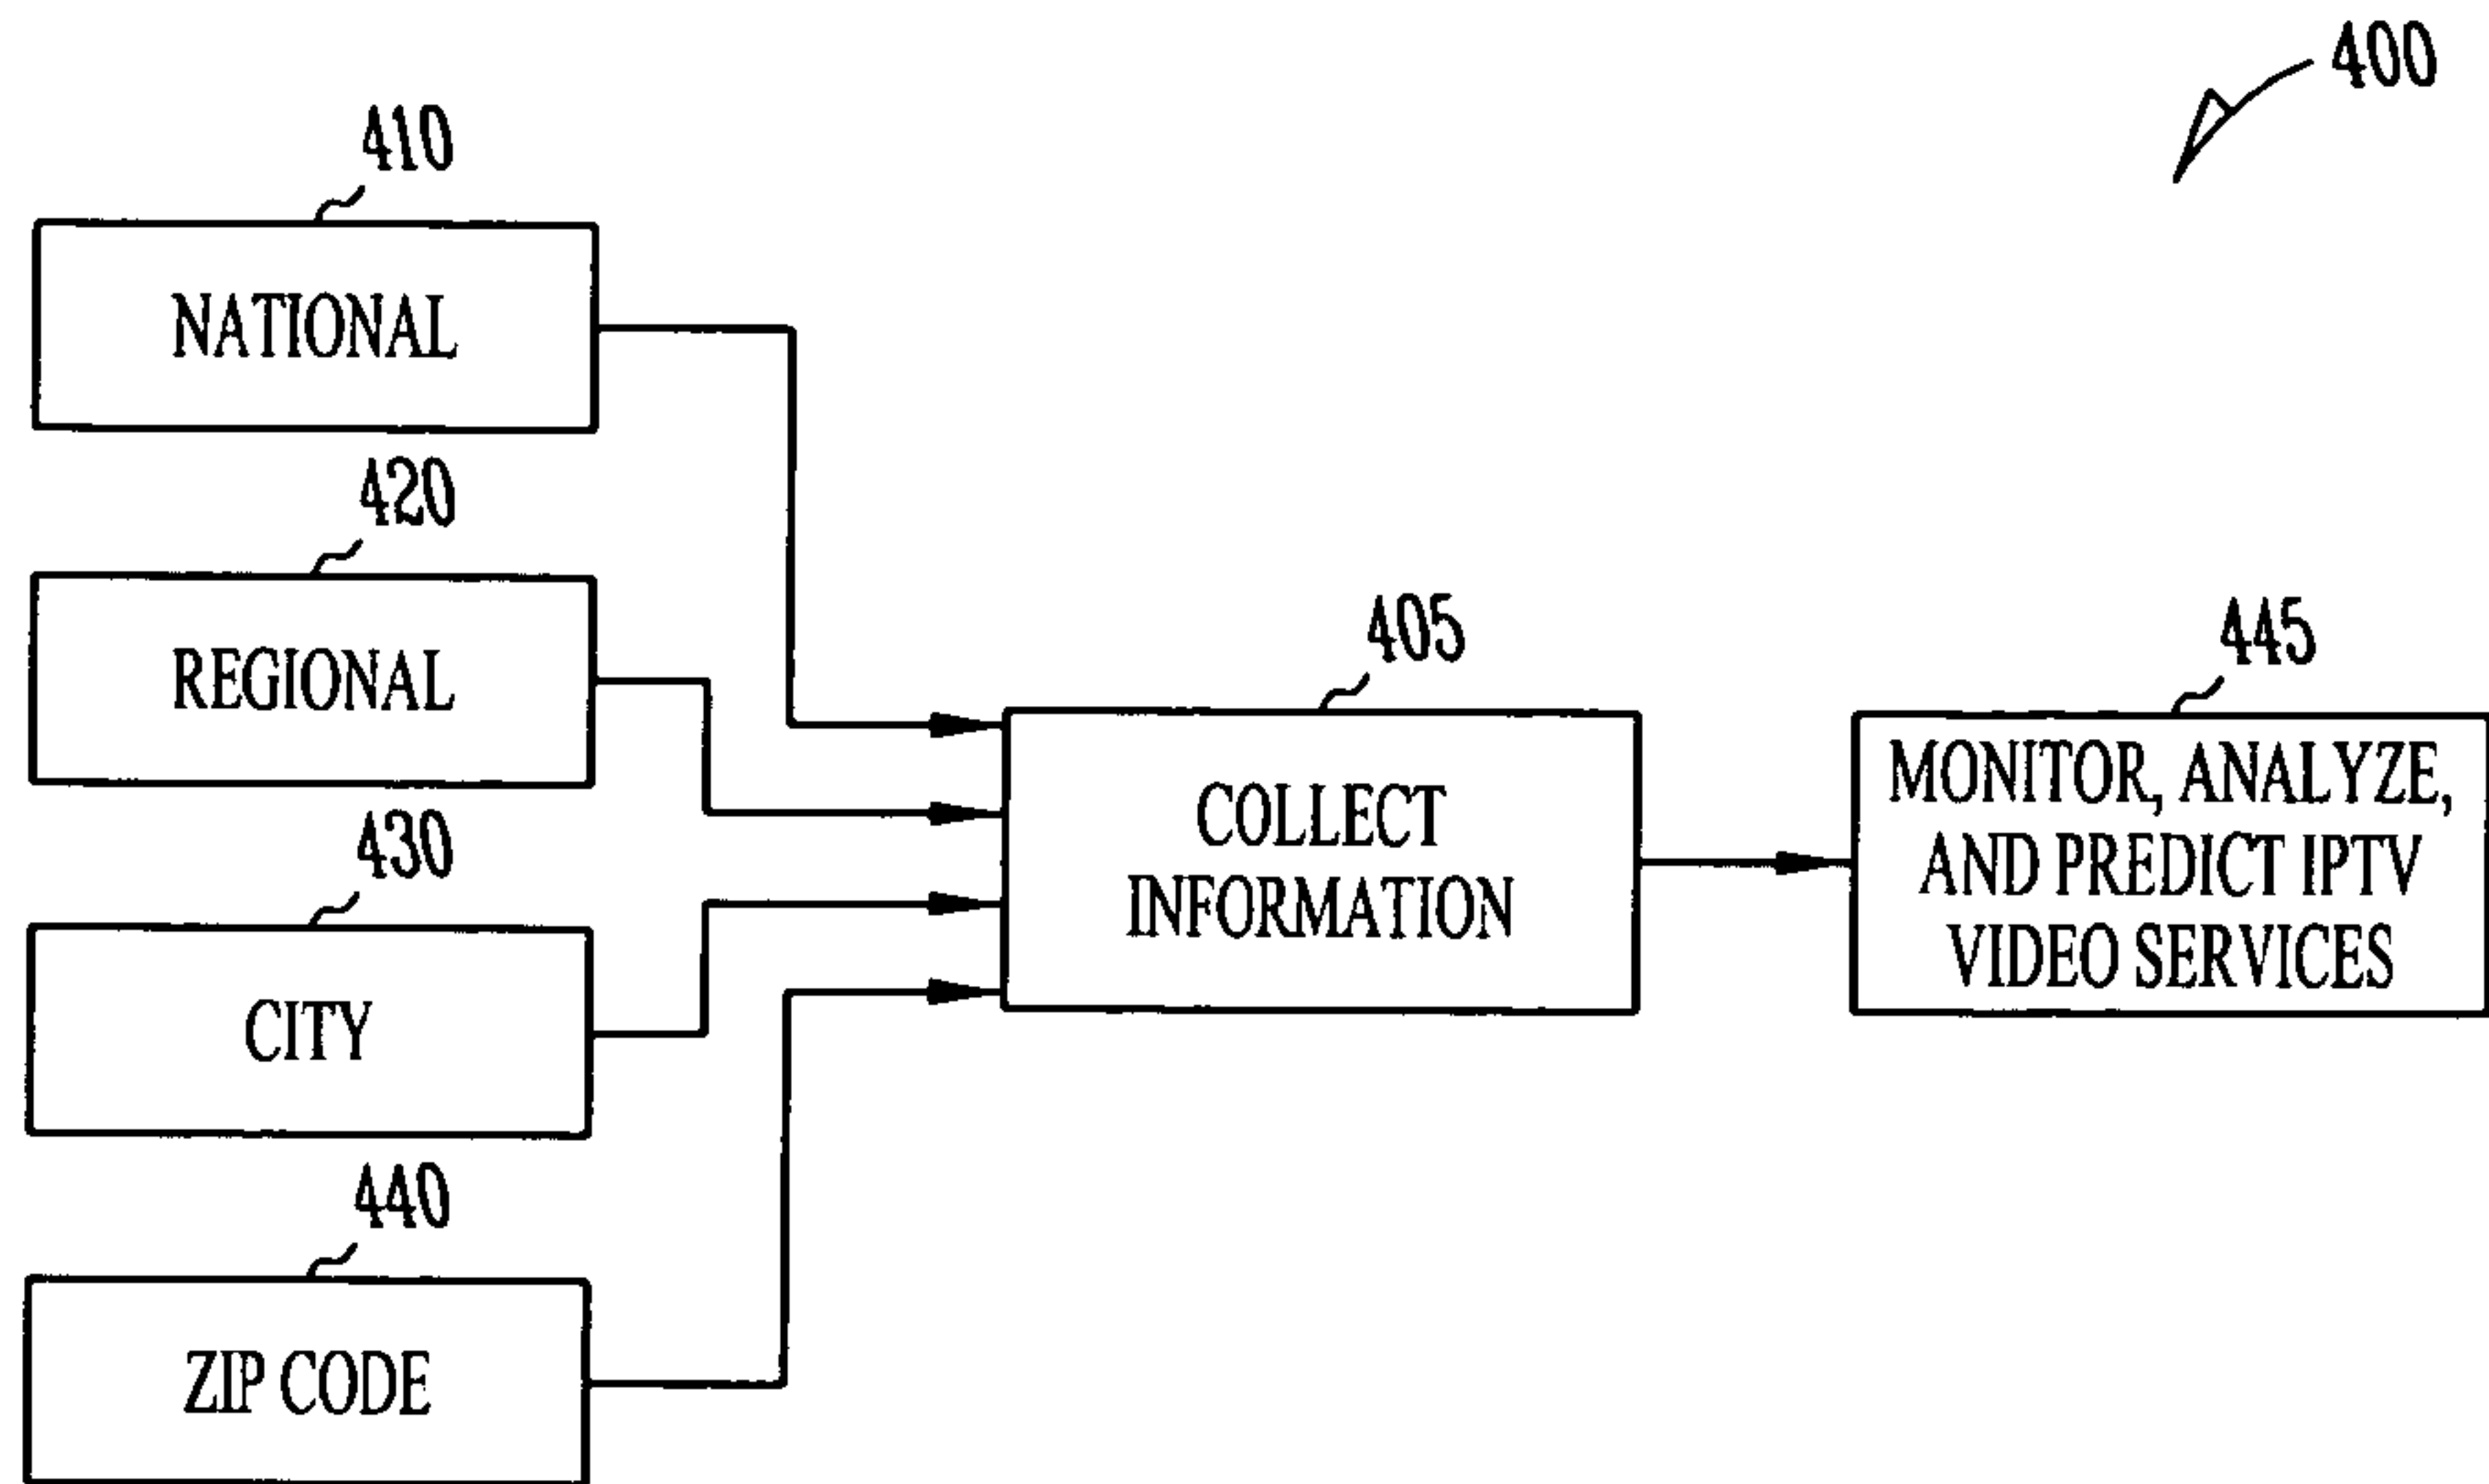 400
410
NATIONAL
420
REGIONAL
430
CITY
440
ZIP CODE
405
COLLECT
INFORMATION
445
MONITOR, ANALYZE,
AND PREDICT IPTV
VIDEO SERVICES